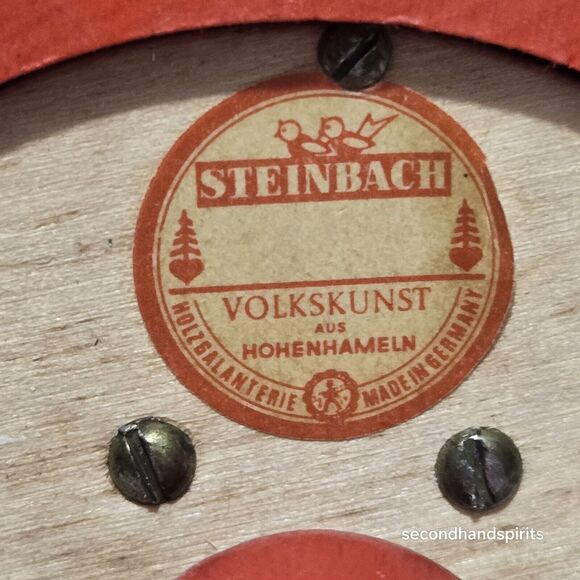 STEINBACH
VOLKSKUNST
AUS
HOHENHAMELN
HOLZGALANTERIE MADE IN GERMANY
secondhandspirits